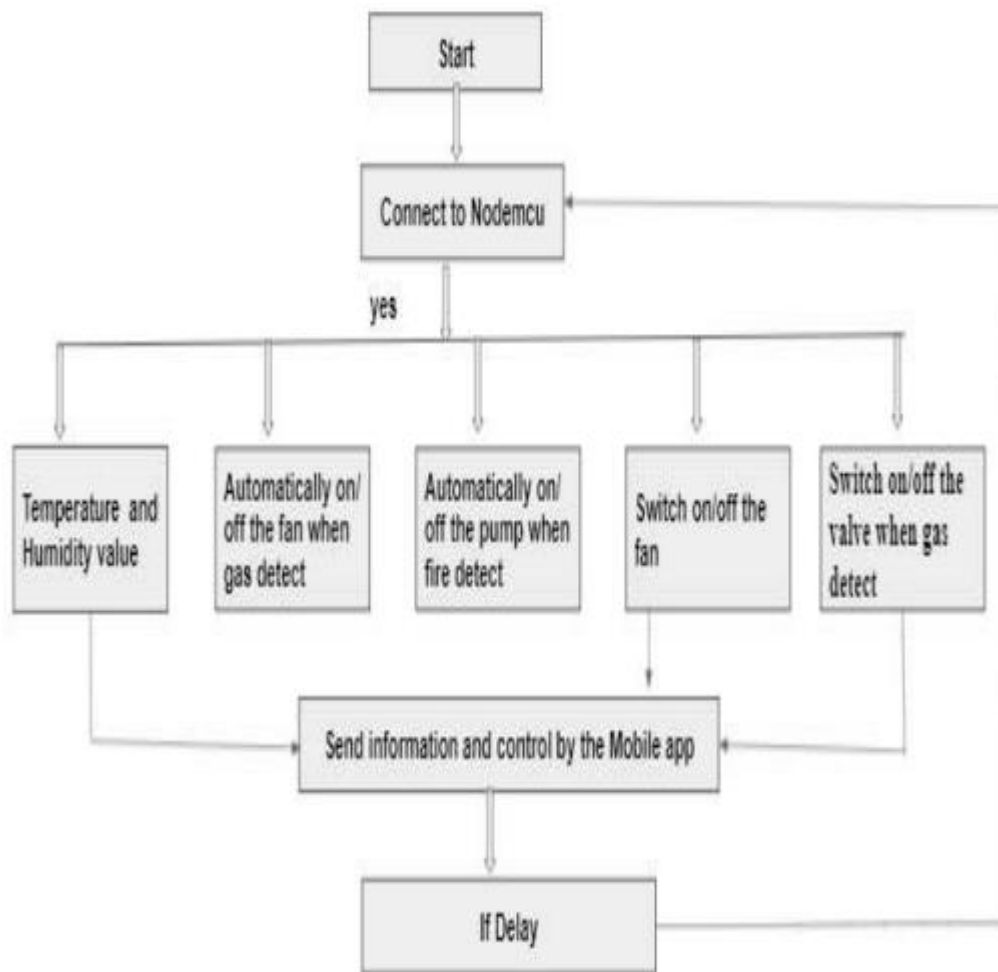 Start
Connect to Nodemcu
yes
Temperature and
Humidity value
Automatically on/
off the fan when
gas detect
Automatically on/
off the pump when
fire detect
Switch on/off the
fan
Switch on/off the
valve when gas
detect
Send information and control by the Mobile app
If Delay